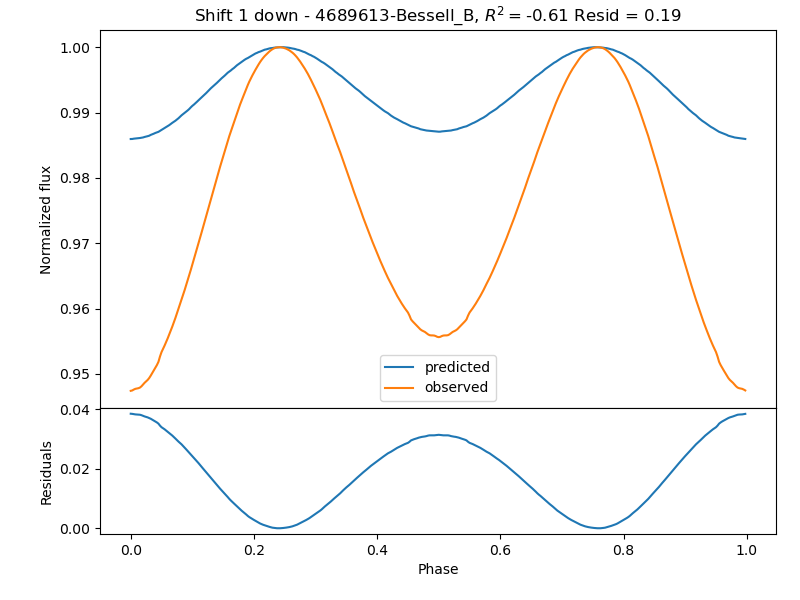 Shift 1 down - 4689613-Bessell_B, R² = -0.61 Resid = 0.19
1.00
0.99
0.98
0.97
0.96
0.95
Normalized flux
predicted
observed
0.04
0.02
0.00
Residuals
0.0 0.2 0.4 0.6 0.8 1.0
Phase